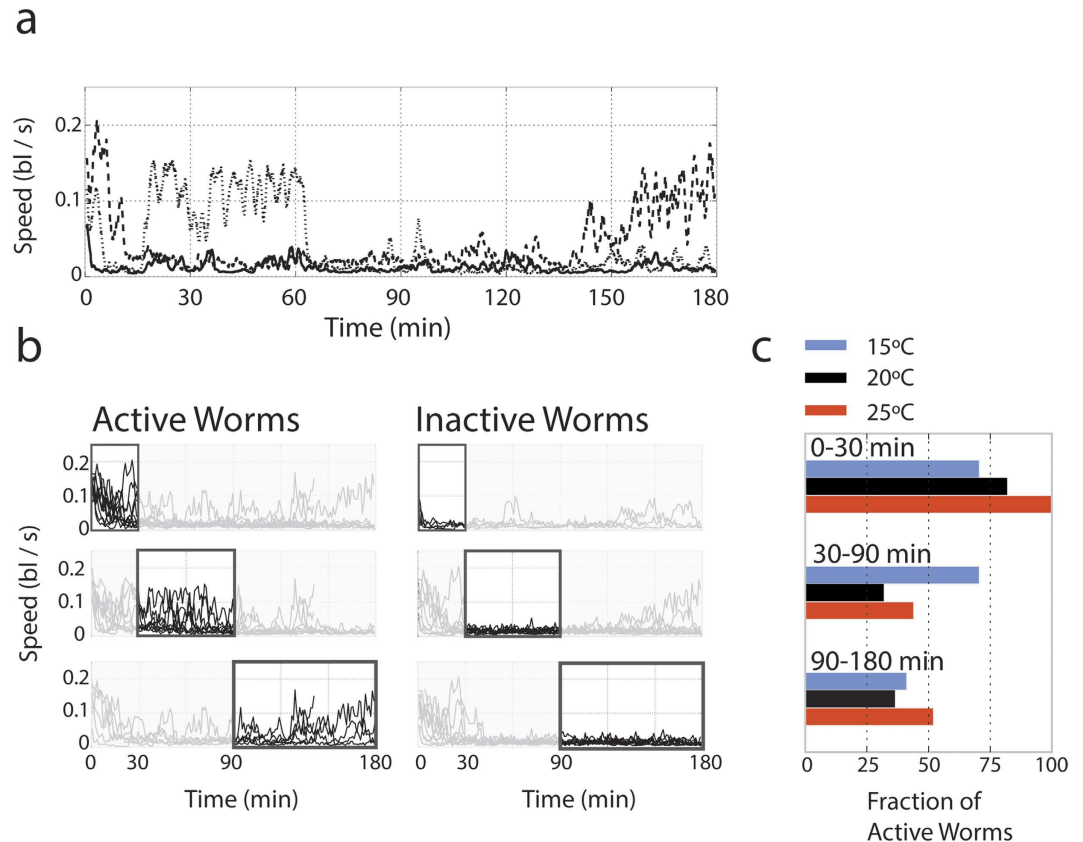 a
Speed (bl / s)
0.2
0.1
0
0 30 60 90 120 150 180
Time (min)
b
Active Worms
Inactive Worms
Speed (bl / s)
0.2
0.1
0
0.2
0.1
0
0.2
0.1
0
0 30 90 180
0 30 90 180
Time (min)
Time (min)
c
15ºC
20ºC
25ºC
0-30 min
30-90 min
90-180 min
0 25 50 75 100
Fraction of
Active Worms